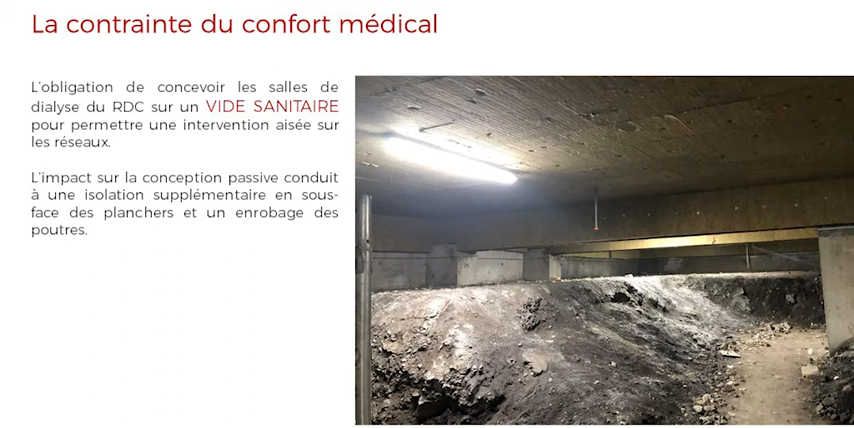 La contrainte du confort médical
L'obligation de concevoir les salles de
dialyse du RDC sur un VIDE SANITAIRE
pour permettre une intervention aisée sur
les réseaux.
L'impact sur la conception passive conduit
à une isolation supplémentaire en sous-
face des planchers et un enrobage des
poutres.